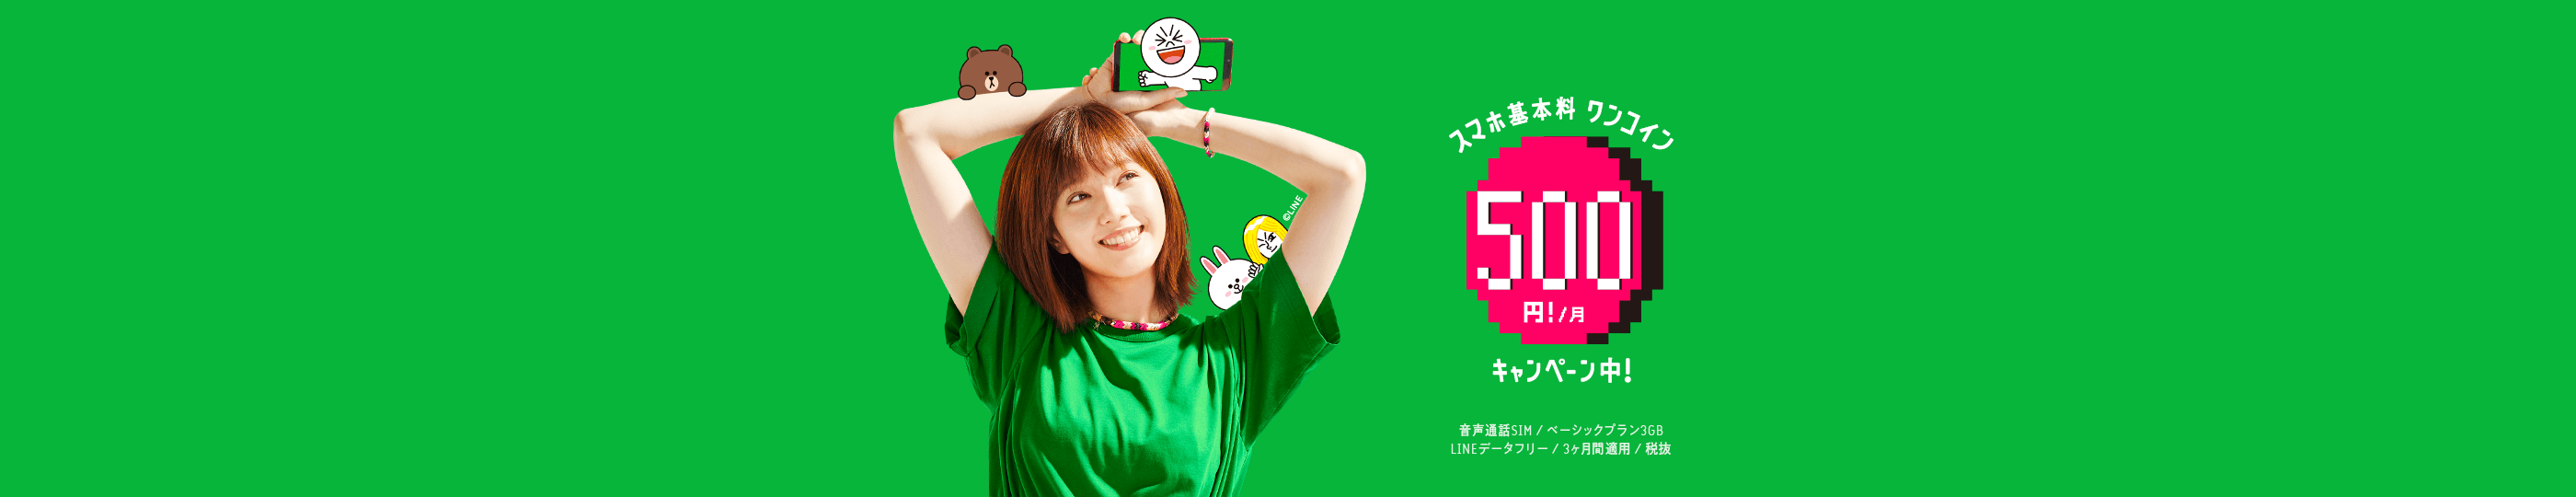 スマホ基本料 ワンコイン
500
円!/月
キャンペーン中!
音声通話SIM / ベーシックプラン3GB
LINEデータフリー / 3ヶ月間適用 / 税抜
©LINE